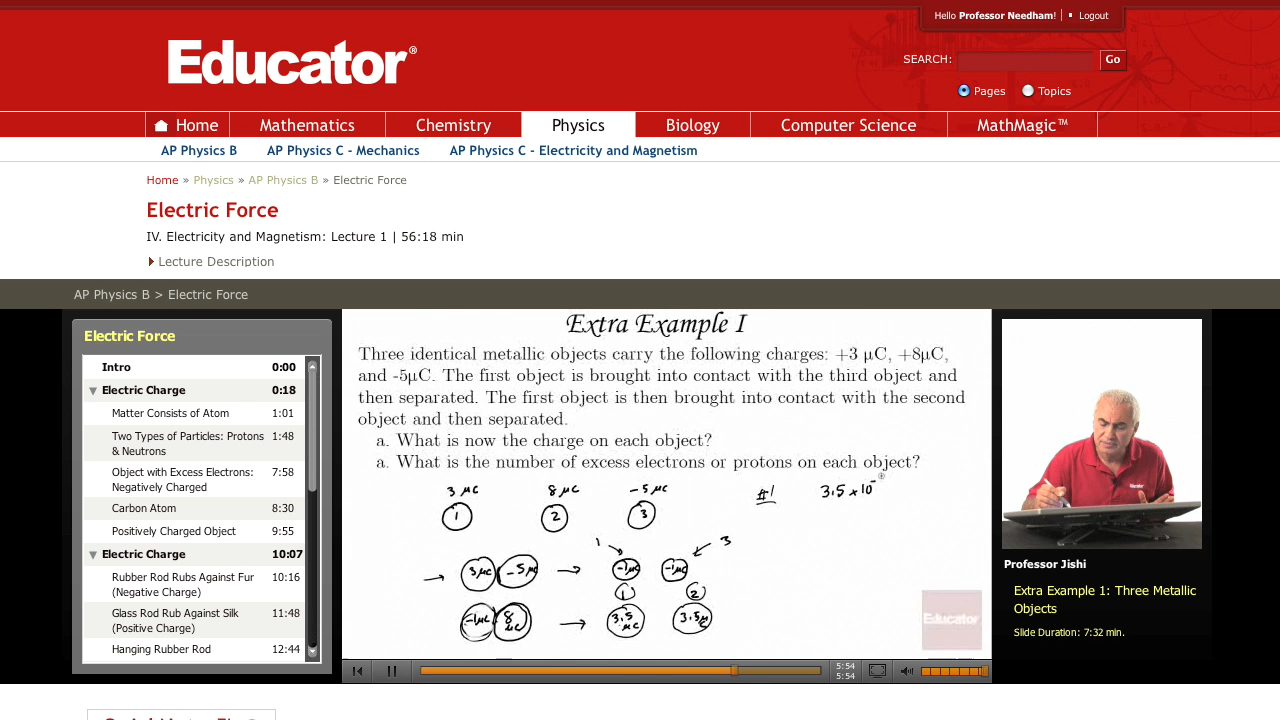 Hello Professor Needham! Logout
Educator®
SEARCH: Go
Pages Topics
Home Mathematics Chemistry Physics Biology Computer Science MathMagic™
AP Physics B AP Physics C - Mechanics AP Physics C - Electricity and Magnetism
Home » Physics » AP Physics B » Electric Force
Electric Force
IV. Electricity and Magnetism: Lecture 1 | 56:18 min
Lecture Description
AP Physics B > Electric Force
Electric Force
Intro 0:00
Electric Charge 0:18
Matter Consists of Atom 1:01
Two Types of Particles: Protons 1:48
& Neutrons
Object with Excess Electrons: 7:58
Negatively Charged
Carbon Atom 8:30
Positively Charged Object 9:55
Electric Charge 10:07
Rubber Rod Rubs Against Fur 10:16
(Negative Charge)
Glass Rod Rub Against Silk 11:48
(Positive Charge)
Hanging Rubber Rod 12:44
Extra Example I
Three identical metallic objects carry the following charges: +3 μC, +8μC,
and -5μC. The first object is brought into contact with the third object and
then separated. The first object is then brought into contact with the second
object and then separated.
a. What is now the charge on each object?
a. What is the number of excess electrons or protons on each object?
3 μC 8 μC -5 μC #1 3.5 x 10⁻
1 2 3
1 3
→ 3μC -5μC → -1μC -1μC
1 2
-1μC 8 μC → 3.5 μC 3.5 μC
Educator
5:54
5:54
Educator
Professor Jishi
Extra Example 1: Three Metallic
Objects
Slide Duration: 7:32 min.